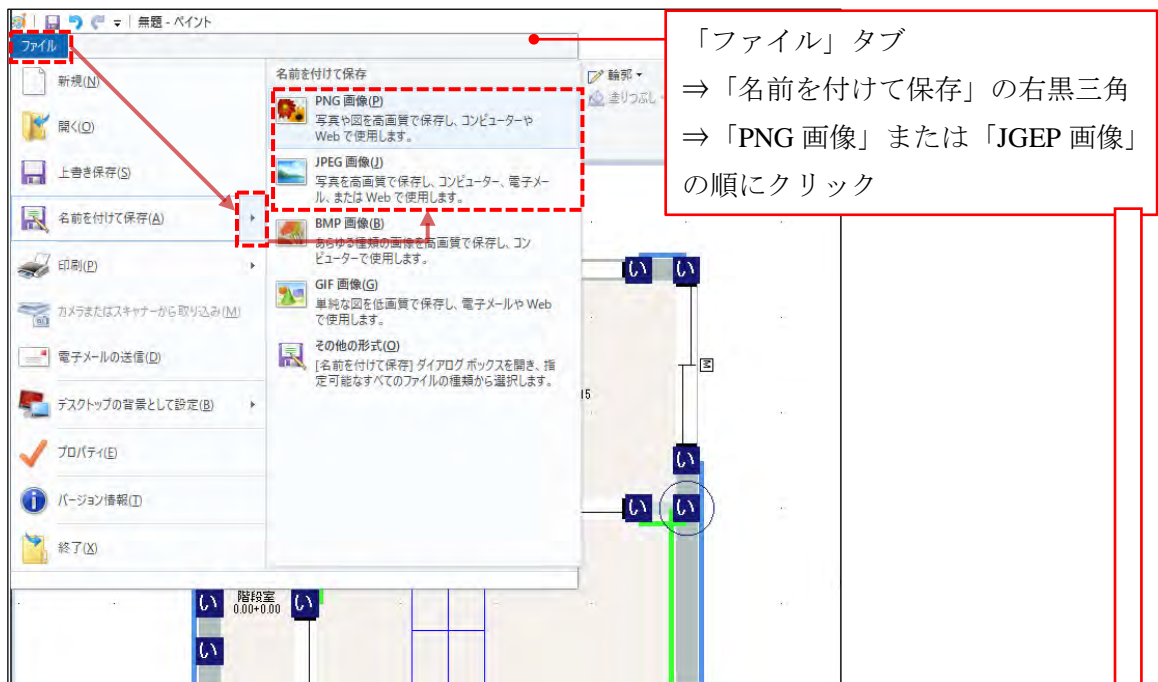 無題 - ペイント
ファイル
新規(N)
開く(O)
上書き保存(S)
名前を付けて保存(A)
印刷(P)
カメラまたはスキャナーから取り込み(M)
電子メールの送信(D)
デスクトップの背景として設定(B)
プロパティ(E)
バージョン情報(T)
終了(X)
名前を付けて保存
PNG 画像(P)
写真や図を高画質で保存し、コンピューターや
Web で使用します。
JPEG 画像(J)
写真を高画質で保存し、コンピューター、電子メー
ル、または Web で使用します。
BMP 画像(B)
あらゆる種類の画像を高画質で保存し、コン
ピューターで使用します。
GIF 画像(G)
単純な図を低画質で保存し、電子メールや Web
で使用します。
その他の形式(O)
[名前を付けて保存] ダイアログ ボックスを開き、指
定可能なすべてのファイルの種類から選択します。
輪郭
塗りつぶし
「ファイル」タブ
⇒「名前を付けて保存」の右黒三角
⇒「PNG 画像」または「JGEP 画像」
の順にクリック
い い
M
15
い
い い
い 階段室 い
0.00+0.00
い